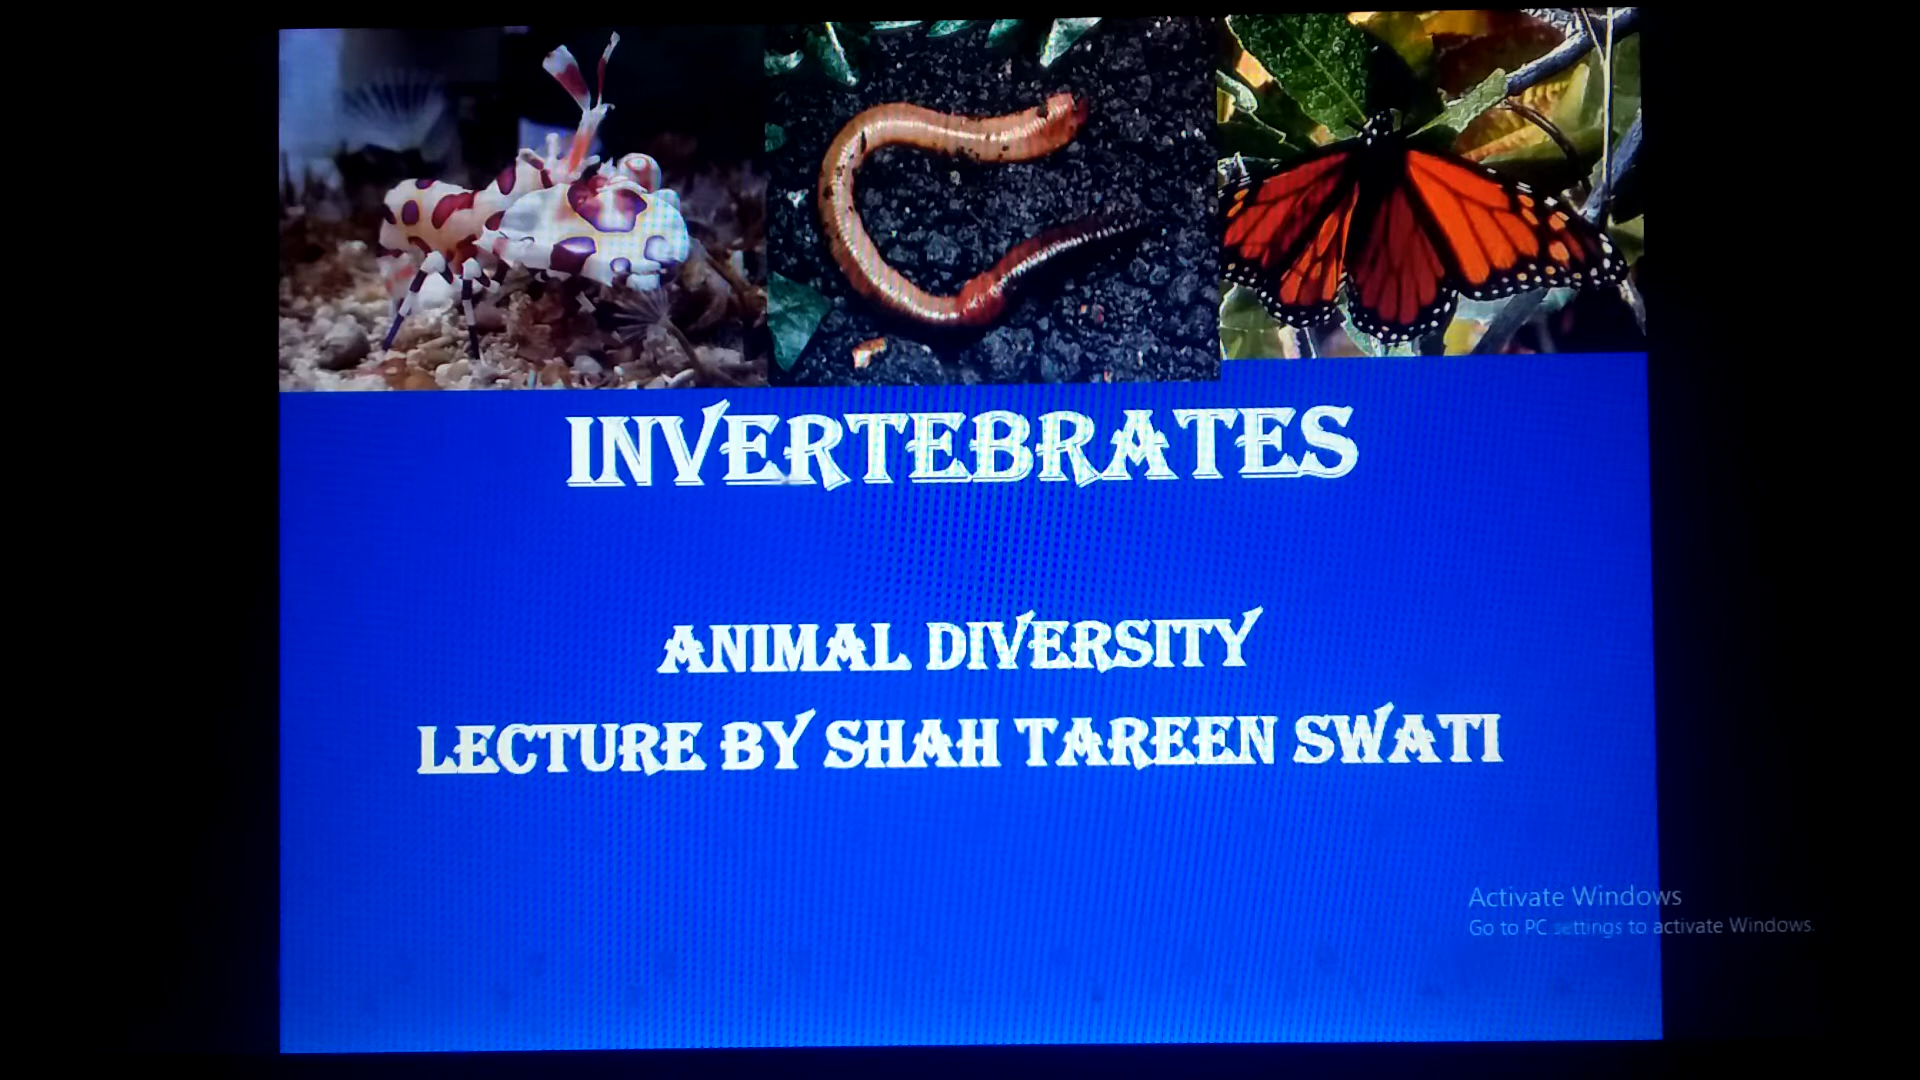 INVERTEBRATES
ANIMAL DIVERSITY
LECTURE BY SHAH TAREEN SWATI
Activate Windows
Go to PC settings to activate Windows.